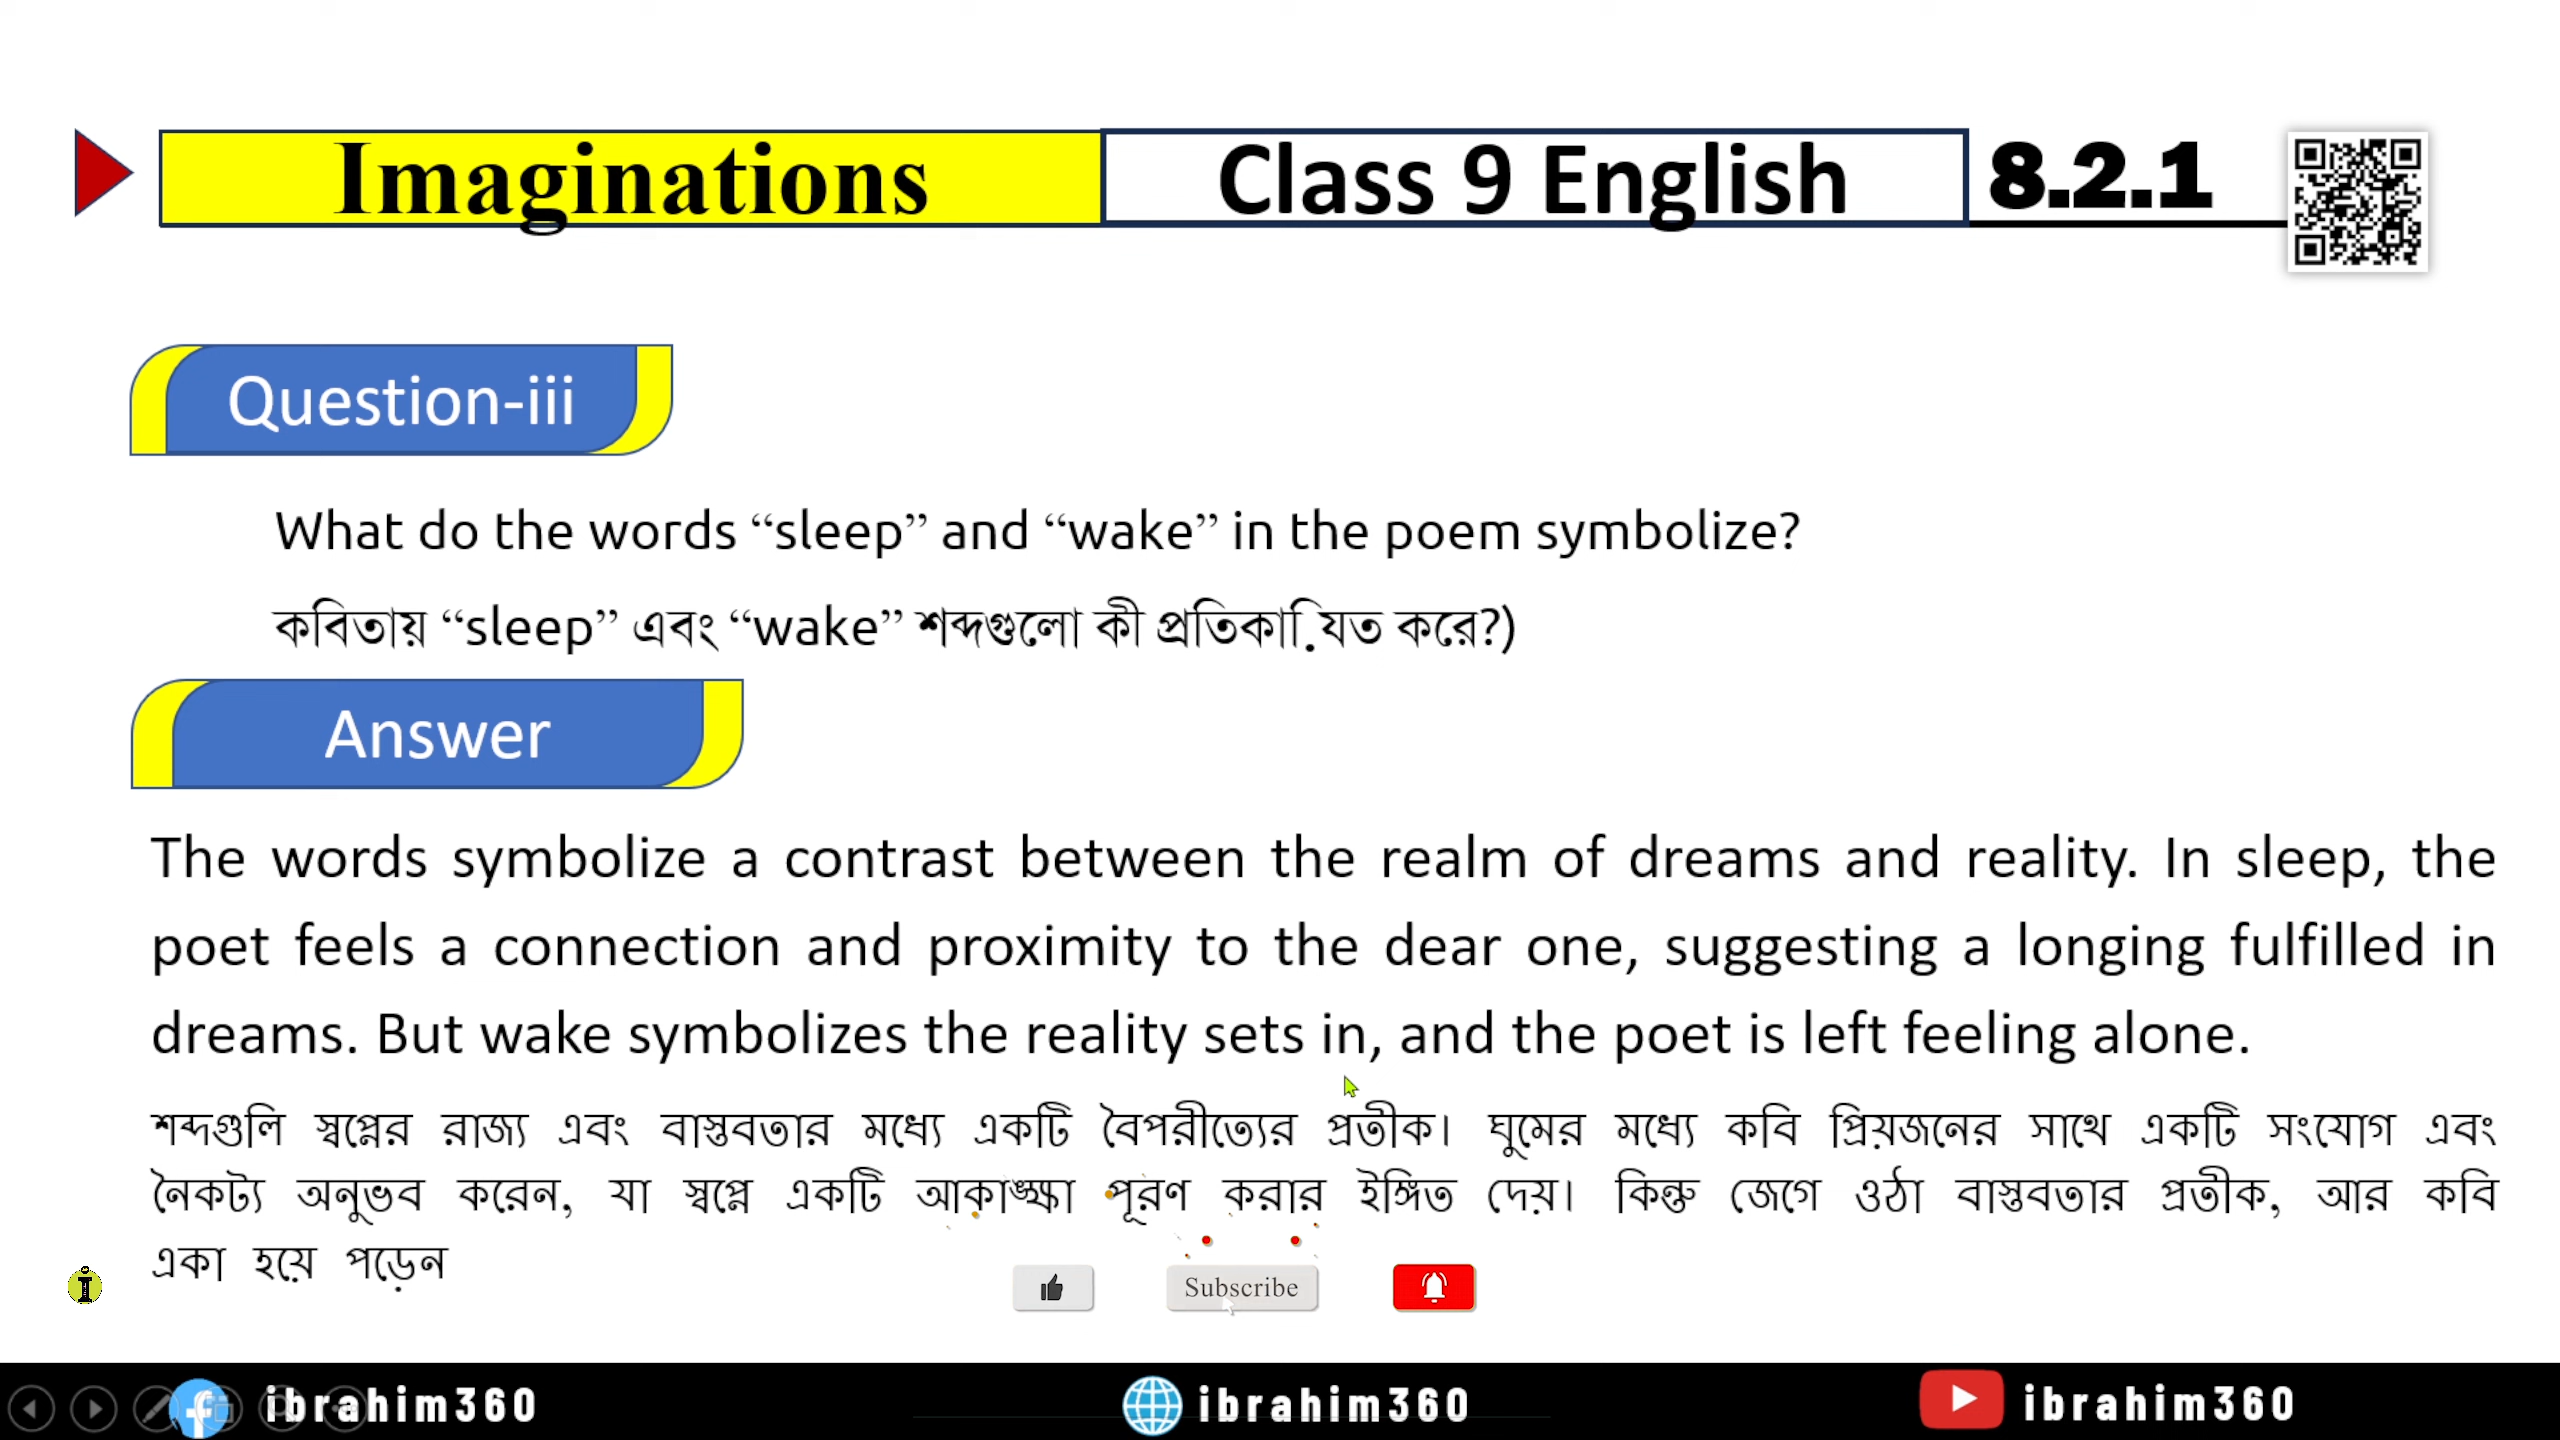 Imaginations
Class 9 English
8.2.1
Question-iii
What do the words “sleep” and “wake” in the poem symbolize?
কবিতায় “sleep” এবং “wake” শব্দগুলো কী প্রতিকাি.যত করে?)
Answer
The words symbolize a contrast between the realm of dreams and reality. In sleep, the
poet feels a connection and proximity to the dear one, suggesting a longing fulfilled in
dreams. But wake symbolizes the reality sets in, and the poet is left feeling alone.
শব্দগুলি স্বপ্নের রাজ্য এবং বাস্তবতার মধ্যে একটি বৈপরীত্যের প্রতীক। ঘুমের মধ্যে কবি প্রিয়জনের সাথে একটি সংযোগ এবং
নৈকট্য অনুভব করেন, যা স্বপ্নে একটি আকাঙ্ক্ষা পূরণ করার ইঙ্গিত দেয়। কিন্তু জেগে ওঠা বাস্তবতার প্রতীক, আর কবি
একা হয়ে পড়েন
Subscribe
ibrahim360
ibrahim360
ibrahim360